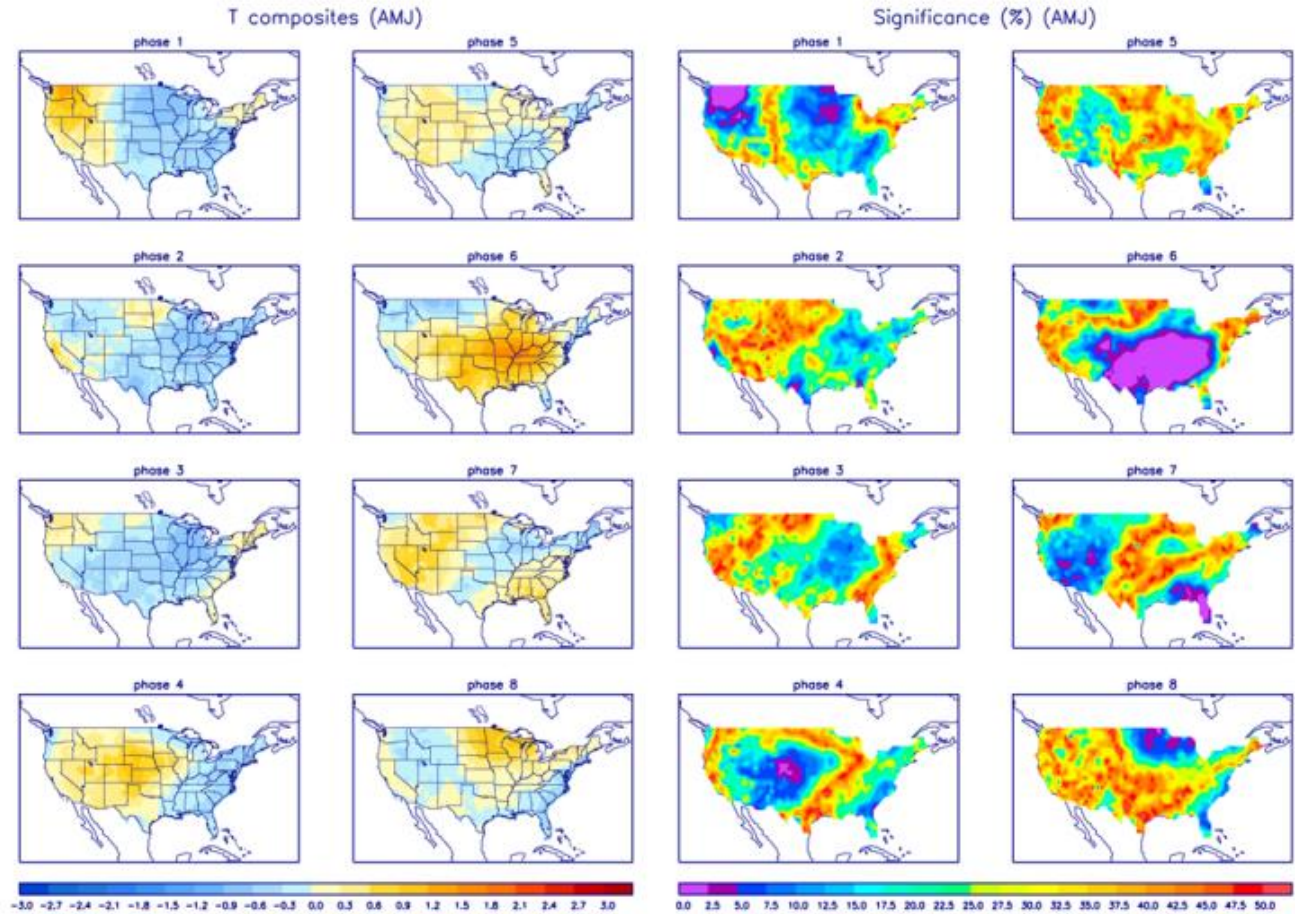 T composites (AMJ)
Significance (%) (AMJ)
phase 1
phase 5
phase 1
phase 5
phase 2
phase 6
phase 2
phase 6
phase 3
phase 7
phase 3
phase 7
phase 4
phase 8
phase 4
phase 8
-3.0 -2.7 -2.4 -2.1 -1.8 -1.5 -1.2 -0.9 -0.6 -0.3 0.0 0.3 0.6 0.9 1.2 1.5 1.8 2.1 2.4 2.7 3.0
0.0 2.5 5.0 7.5 10.0 12.5 15.0 17.5 20.0 22.5 25.0 27.5 30.0 32.5 35.0 37.5 40.0 42.5 45.0 47.5 50.0